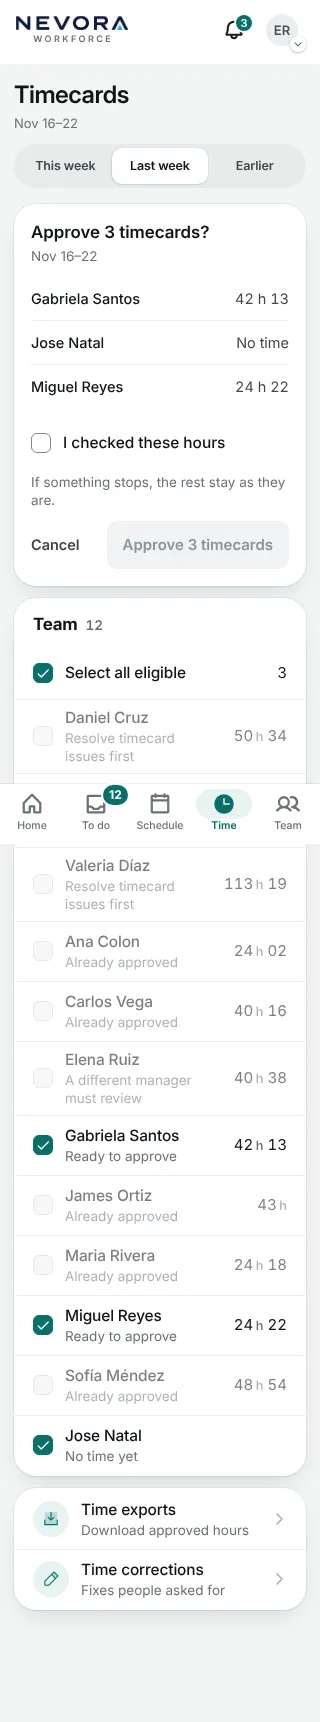 NEVORA
WORKFORCE
3
ER
Timecards
Nov 16–22
This week
Last week
Earlier
Approve 3 timecards?
Nov 16–22
Gabriela Santos 42 h 13
Jose Natal No time
Miguel Reyes 24 h 22
I checked these hours
If something stops, the rest stay as they
are.
Cancel
Approve 3 timecards
Team 12
Select all eligible 3
Daniel Cruz
Resolve timecard
issues first
50 h 34
12
Home
To do
Schedule
Time
Team
Valeria Díaz
Resolve timecard
issues first
113 h 19
Ana Colon
Already approved
24 h 02
Carlos Vega
Already approved
40 h 16
Elena Ruiz
A different manager
must review
40 h 38
Gabriela Santos
Ready to approve
42 h 13
James Ortiz
Already approved
43 h
Maria Rivera
Already approved
24 h 18
Miguel Reyes
Ready to approve
24 h 22
Sofía Méndez
Already approved
48 h 54
Jose Natal
No time yet
Time exports
Download approved hours
Time corrections
Fixes people asked for